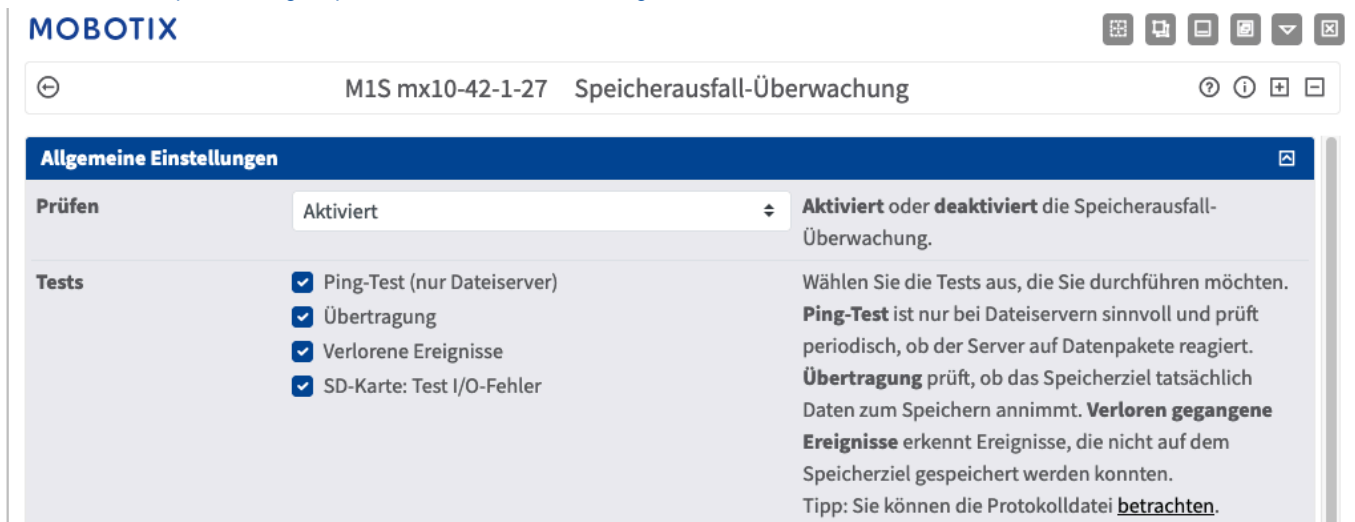 MOBOTIX
M1S mx10-42-1-27 Speicherausfall-Überwachung
Allgemeine Einstellungen
Prüfen
Aktiviert
Aktiviert oder deaktiviert die Speicherausfall-
Überwachung.
Tests
Ping-Test (nur Dateiserver)
Übertragung
Verlorene Ereignisse
SD-Karte: Test I/O-Fehler
Wählen Sie die Tests aus, die Sie durchführen möchten.
Ping-Test ist nur bei Dateiservern sinnvoll und prüft
periodisch, ob der Server auf Datenpakete reagiert.
Übertragung prüft, ob das Speicherziel tatsächlich
Daten zum Speichern annimmt. Verloren gegangene
Ereignisse erkennt Ereignisse, die nicht auf dem
Speicherziel gespeichert werden konnten.
Tipp: Sie können die Protokolldatei betrachten.